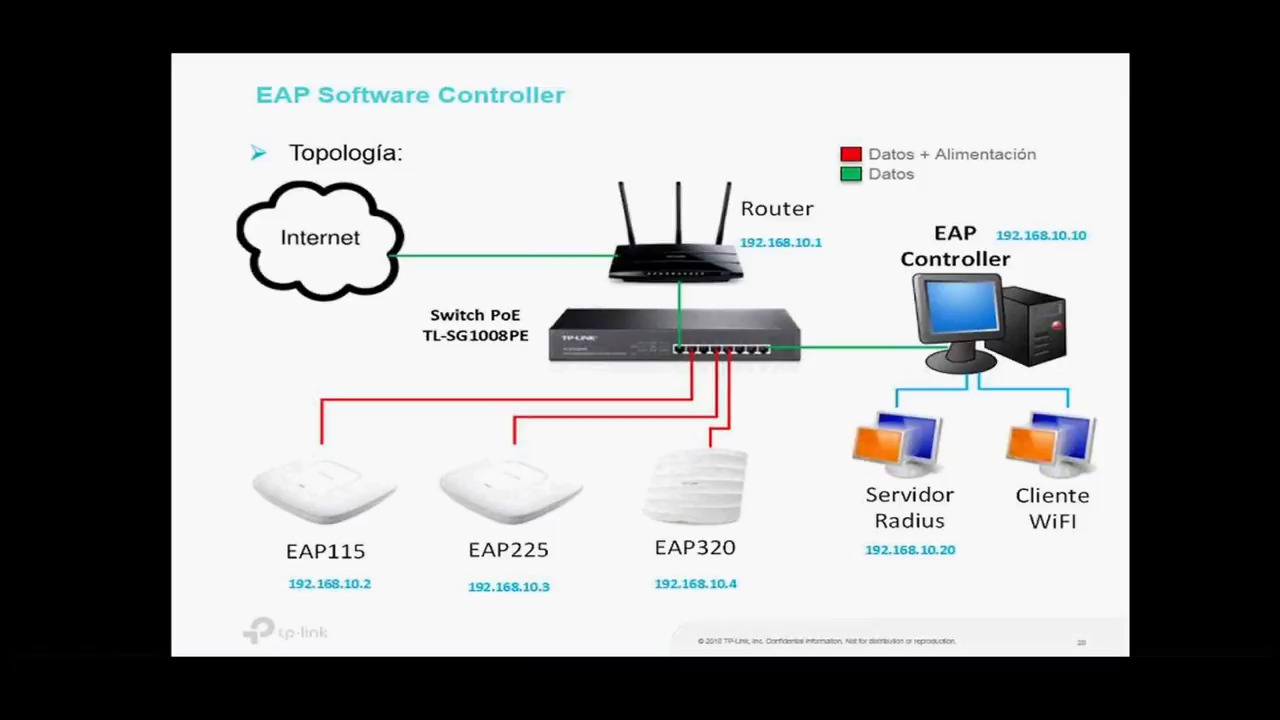 EAP Software Controller
Topología:
Datos + Alimentación
Datos
Internet
Router
192.168.10.1
EAP
Controller
192.168.10.10
Switch PoE
TL-SG1008PE
TP-LINK
EAP115
192.168.10.2
EAP225
192.168.10.3
EAP320
192.168.10.4
Servidor
Radius
192.168.10.20
Cliente
WiFI
tp-link
TP-Link, Inc. Confidential Information. Not for distribution or reproduction.